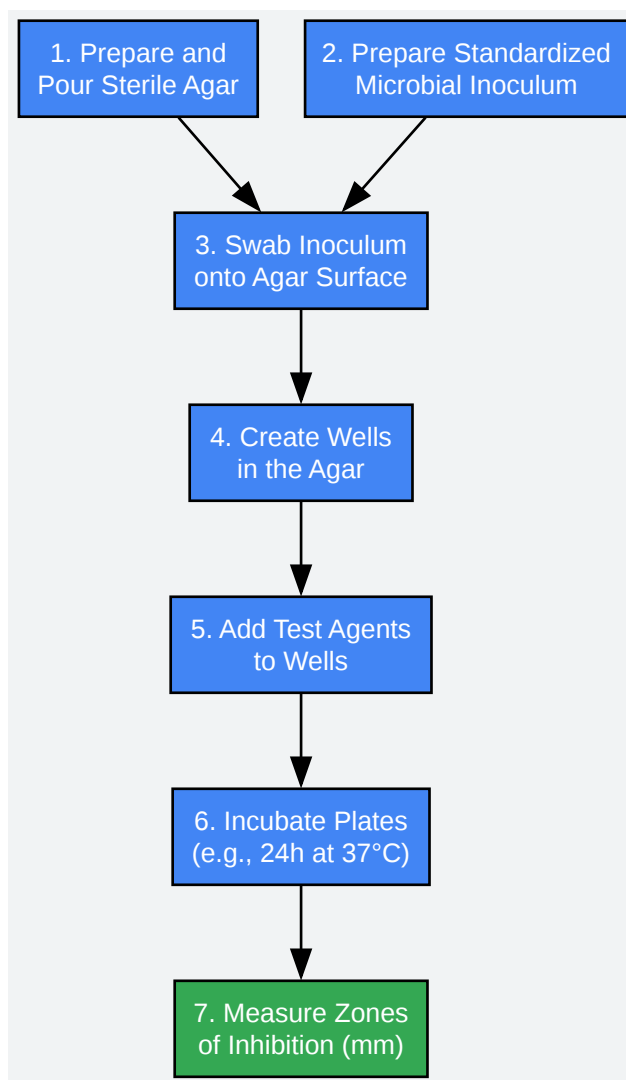 1. Prepare and
Pour Sterile Agar
2. Prepare Standardized
Microbial Inoculum
3. Swab Inoculum
onto Agar Surface
4. Create Wells
in the Agar
5. Add Test Agents
to Wells
6. Incubate Plates
(e.g., 24h at 37°C)
7. Measure Zones
of Inhibition (mm)